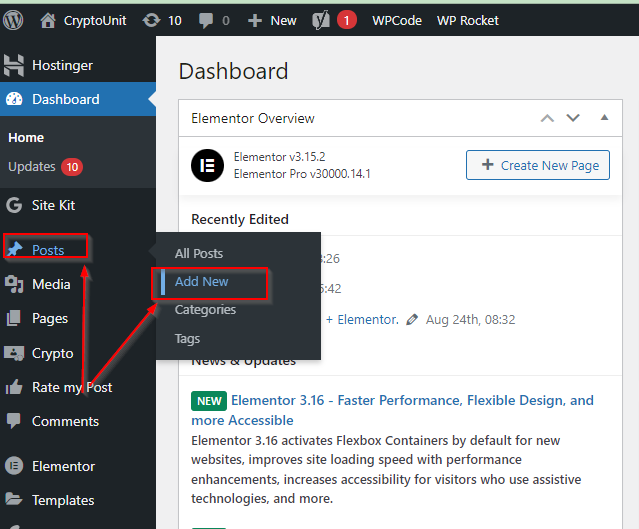 CryptoUnit 10 0 New 1 WPCode WP Rocket
Hostinger
Dashboard
Home
Updates 10
Site Kit
Posts
Media
Pages
Crypto
Rate my Post
Comments
Elementor
Templates
All Posts
Add New
Categories
Tags
Dashboard
Elementor Overview
Elementor v3.15.2
Elementor Pro v30000.14.1
Create New Page
Recently Edited
:26
:42
+ Elementor. Aug 24th, 08:32
News & Updates
NEW Elementor 3.16 - Faster Performance, Flexible Design, and
more Accessible
Elementor 3.16 activates Flexbox Containers by default for new
websites, improves site loading speed with performance
enhancements, increases accessibility for visitors who use assistive
technologies, and more.